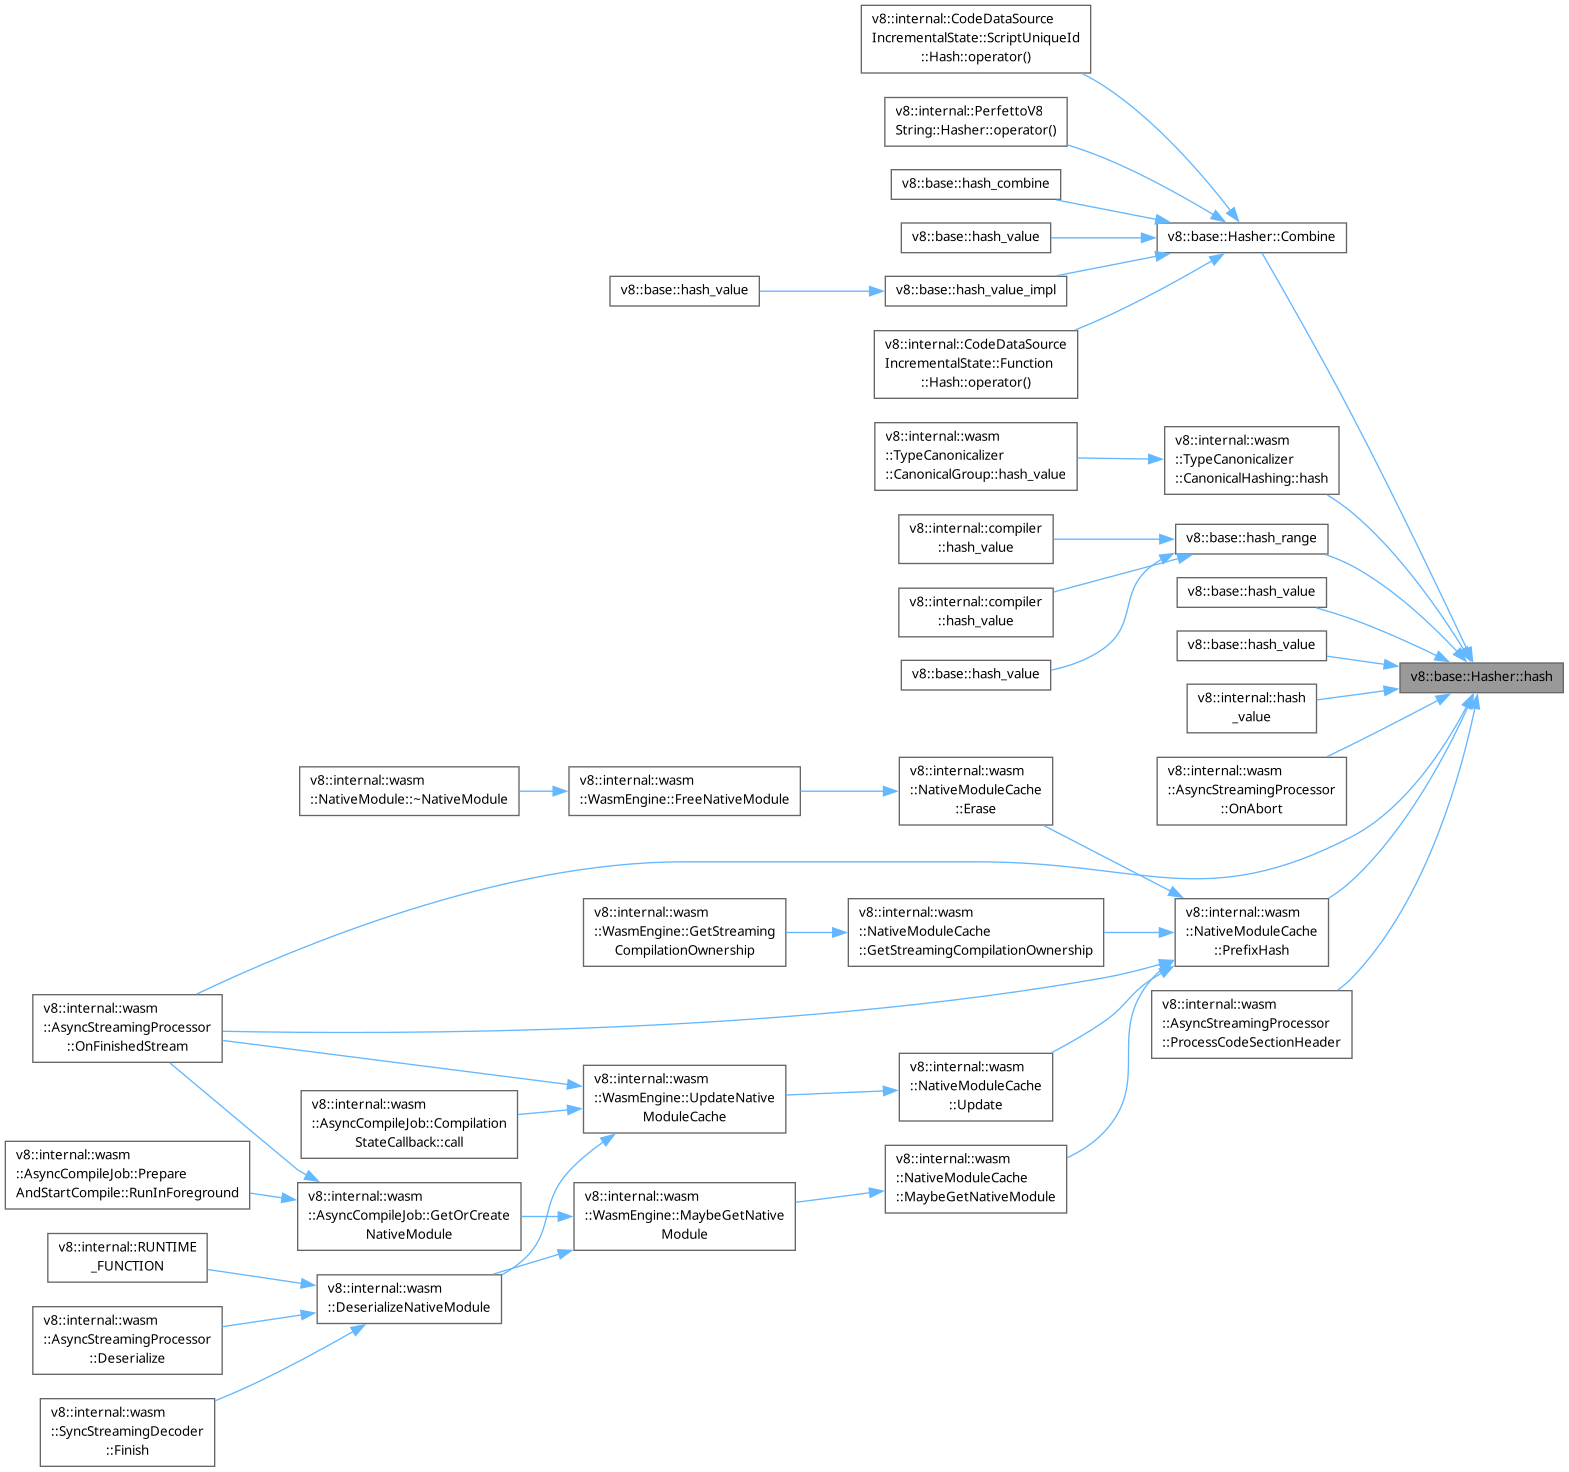 v8::internal::CodeDataSource
IncrementalState::ScriptUniqueId
::Hash::operator()
v8::internal::PerfettoV8
String::Hasher::operator()
v8::base::hash_combine
v8::base::hash_value
v8::base::Hasher::Combine
v8::base::hash_value
v8::base::hash_value_impl
v8::internal::CodeDataSource
IncrementalState::Function
::Hash::operator()
v8::internal::wasm
::TypeCanonicalizer
::CanonicalGroup::hash_value
v8::internal::wasm
::TypeCanonicalizer
::CanonicalHashing::hash
v8::internal::compiler
::hash_value
v8::base::hash_range
v8::internal::compiler
::hash_value
v8::base::hash_value
v8::base::hash_value
v8::base::hash_value
v8::base::Hasher::hash
v8::internal::hash
_value
v8::internal::wasm
::NativeModule::~NativeModule
v8::internal::wasm
::WasmEngine::FreeNativeModule
v8::internal::wasm
::NativeModuleCache
::Erase
v8::internal::wasm
::AsyncStreamingProcessor
::OnAbort
v8::internal::wasm
::WasmEngine::GetStreaming
CompilationOwnership
v8::internal::wasm
::NativeModuleCache
::GetStreamingCompilationOwnership
v8::internal::wasm
::NativeModuleCache
::PrefixHash
v8::internal::wasm
::AsyncStreamingProcessor
::OnFinishedStream
v8::internal::wasm
::AsyncStreamingProcessor
::ProcessCodeSectionHeader
v8::internal::wasm
::AsyncCompileJob::Compilation
StateCallback::call
v8::internal::wasm
::WasmEngine::UpdateNative
ModuleCache
v8::internal::wasm
::NativeModuleCache
::Update
v8::internal::wasm
::AsyncCompileJob::Prepare
AndStartCompile::RunInForeground
v8::internal::wasm
::AsyncCompileJob::GetOrCreate
NativeModule
v8::internal::wasm
::WasmEngine::MaybeGetNative
Module
v8::internal::wasm
::NativeModuleCache
::MaybeGetNativeModule
v8::internal::RUNTIME
_FUNCTION
v8::internal::wasm
::DeserializeNativeModule
v8::internal::wasm
::AsyncStreamingProcessor
::Deserialize
v8::internal::wasm
::SyncStreamingDecoder
::Finish